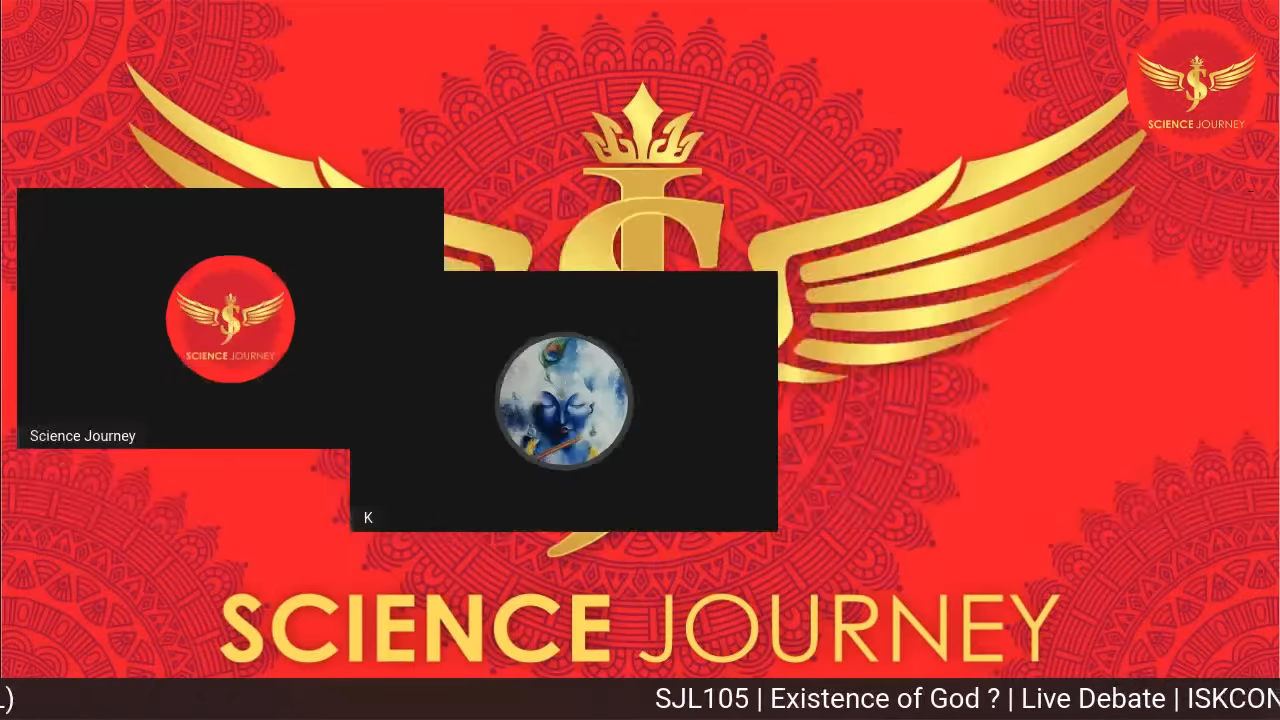 SCIENCE JOURNEY
SCIENCE JOURNEY
Science Journey
K
SCIENCE JOURNEY
SJL105 | Existence of God ? | Live Debate | ISKCON